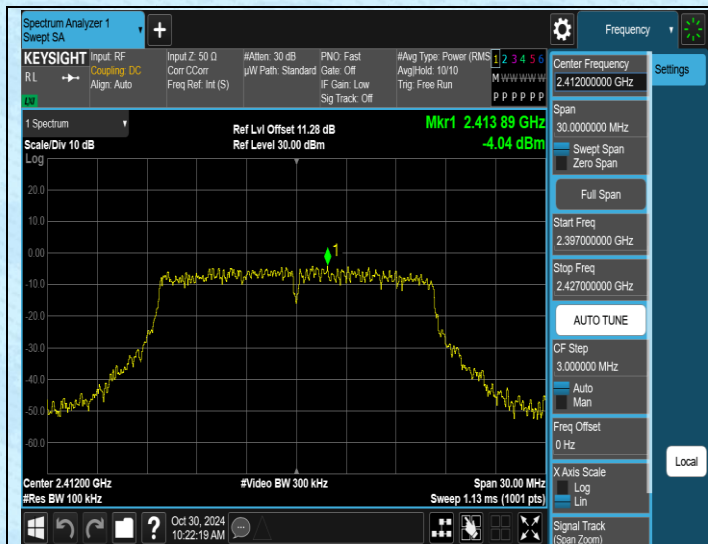 Spectrum Analyzer 1
Swept SA
Frequency
KEYSIGHT
R L
LXI
Input: RF
Coupling: DC
Align: Auto
Input Z: 50 Ω
Corr CCorr
Freq Ref: Int (S)
#Atten: 30 dB
µW Path: Standard
PNO: Fast
Gate: Off
IF Gain: Low
Sig Track: Off
#Avg Type: Power (RMS
Avg|Hold: 10/10
Trig: Free Run
1 2 3 4 5 6
M W W W W W
P P P P P P
Settings
Center Frequency
2.412000000 GHz
Span
30.0000000 MHz
Swept Span
Zero Span
Full Span
Start Freq
2.397000000 GHz
Stop Freq
2.427000000 GHz
AUTO TUNE
CF Step
3.000000 MHz
Auto
Man
Freq Offset
0 Hz
X Axis Scale
Log
Lin
Signal Track
(Span Zoom)
Local
1 Spectrum
Scale/Div 10 dB
Ref Lvl Offset 11.28 dB
Ref Level 30.00 dBm
Mkr1 2.413 89 GHz
-4.04 dBm
Log
20.0
10.0
0.00
-10.0
-20.0
-30.0
-40.0
-50.0
-60.0
1
Center 2.41200 GHz
#Res BW 100 kHz
#Video BW 300 kHz
Span 30.00 MHz
Sweep 1.13 ms (1001 pts)
?
Oct 30, 2024
10:22:19 AM